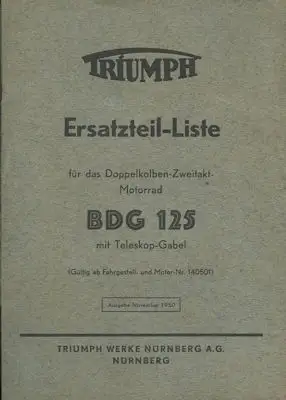 TRIUMPH
Ersatzteil-Liste
für das Doppelkolben-Zweitakt-
Motorrad
BDG 125
mit Teleskop-Gabel
(Gültig ab Fahrgestell- und Motor-Nr. 140501)
Ausgabe November 1950
TRIUMPH WERKE NÜRNBERG A.G.
NÜRNBERG